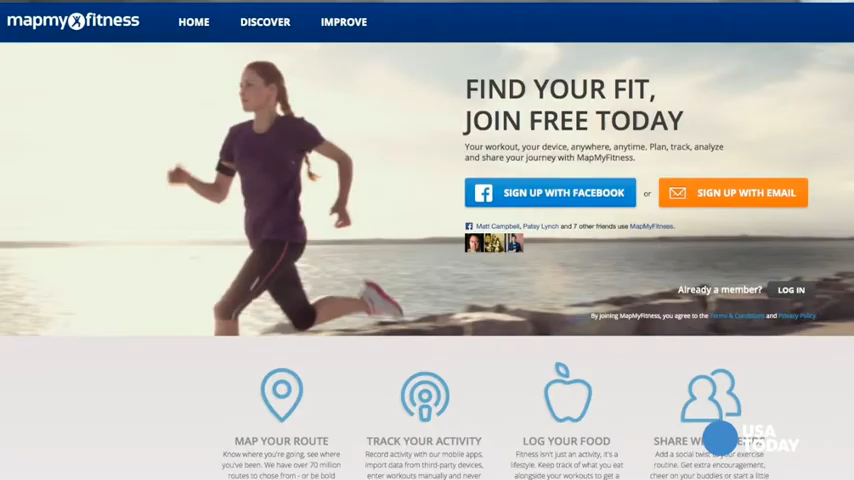 mapmyfitness
HOME DISCOVER IMPROVE
FIND YOUR FIT,
JOIN FREE TODAY
Your workout, your device, anywhere, anytime. Plan, track, analyze
and share your journey with MapMyFitness.
SIGN UP WITH FACEBOOK or SIGN UP WITH EMAIL
Matt Campbell, Patsy Lynch and 7 other friends use MapMyFitness.
Already a member? LOG IN
By joining MapMyFitness, you agree to the Terms & Conditions and Privacy Policy.
MAP YOUR ROUTE
Know where you're going, see where
you've been. We have over 70 million
routes to chose from - or be bold
TRACK YOUR ACTIVITY
Record activity with our mobile apps,
import data from third-party devices,
enter workouts manually and never
LOG YOUR FOOD
Fitness isn't just an activity, it's a
lifestyle. Keep track of what you eat
alongside your workouts to get a
SHARE
Add a social twist to your exercise
routine. Get extra encouragement,
cheer on your buddies or start a little
USA
TODAY